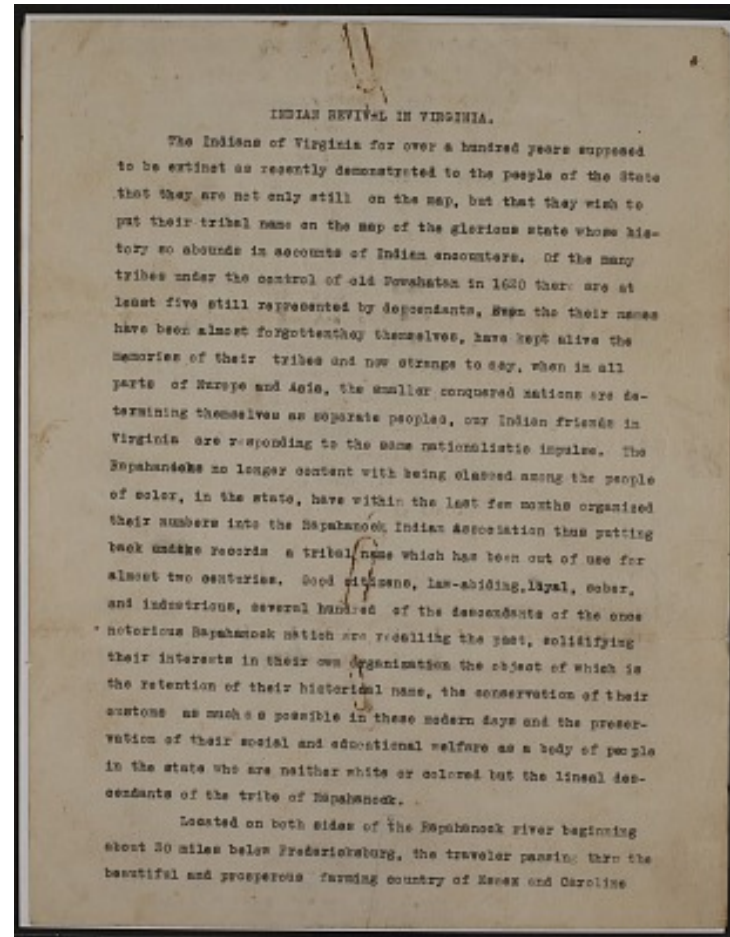 INDIAN REVIVAL IN VIRGINIA.
The Indians of Virginia for over a hundred years supposed
to be extinct as recently demonstrated to the people of the State
that they are not only still on the map, but that they wish to
put their tribal name on the map of the glorious state whose his-
tory so abounds in accounts of Indian encounters. Of the many
tribes under the control of old Powahatan in 1620 there are at
least five still represented by descendants. Even tho their names
have been almost forgottenthey themselves, have kept alive the
memories of their tribes and now strange to say, when in all
parts of Europe and Asia, the smaller conquered nations are de-
termining themselves as separate peoples, our Indian friends in
Virginia are responding to the same nationalistic impulse. The
Rapahanocks no longer content with being classed among the people
of color, in the state, have within the last few months organized
their numbers into the Rapahanock Indian Association thus putting
back the records a tribal name which has been out of use for
almost two centuries. Good citizens, law-abiding, loyal, sober,
and industrious, several hundred of the descendants of the once
notorious Rapahanock nation are recalling the past, solidifying
their interests in their own organization the object of which is
the retention of their historical name, the conservation of their
customs as much as possible in these modern days and the preser-
vation of their social and educational welfare as a body of people
in the state who are neither white or colored but the lineal des-
cendants of the tribe of Rapahanock.
Located on both sides of the Rapahanock river beginning
about 30 miles below Fredericksburg, the traveler passing thru the
beautiful and prosperous farming country of Essex and Caroline